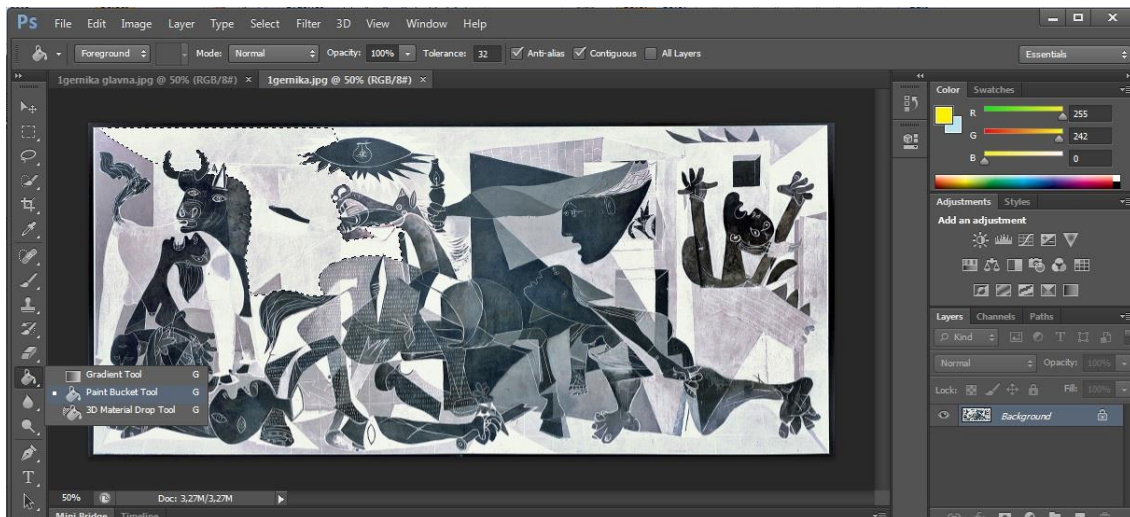 Ps File Edit Image Layer Type Select Filter 3D View Window Help
Foreground Mode: Normal Opacity: 100% Tolerance: 32 Anti-alias Contiguous All Layers Essentials
1gernika glavna.jpg @ 50% (RGB/8#) × 1gernika.jpg @ 50% (RGB/8#) ×
Color Swatches
R 255
G 242
B 0
Adjustments Styles
Add an adjustment
Layers Channels Paths
Kind
Normal Opacity: 100%
Lock: Fill: 100%
Background
Gradient Tool G
Paint Bucket Tool G
3D Material Drop Tool G
T
50% Doc: 3,27M/3,27M
Mini Bridge Timeline